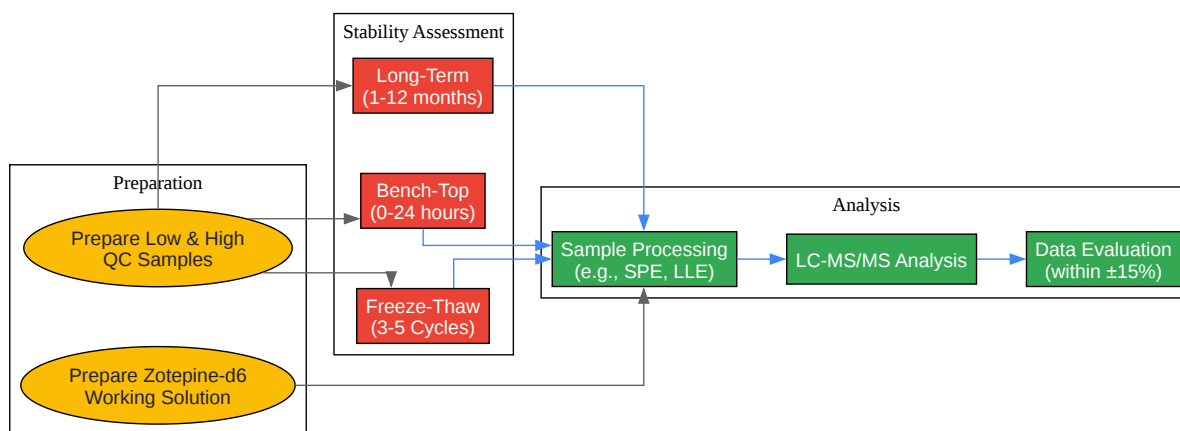 Preparation
Prepare Low & High
QC Samples
Prepare Zotepine-d6
Working Solution
Stability Assessment
Long-Term
(1-12 months)
Bench-Top
(0-24 hours)
Freeze-Thaw
(3-5 Cycles)
Analysis
Sample Processing
(e.g., SPE, LLE)
LC-MS/MS Analysis
Data Evaluation
(within ±15%)